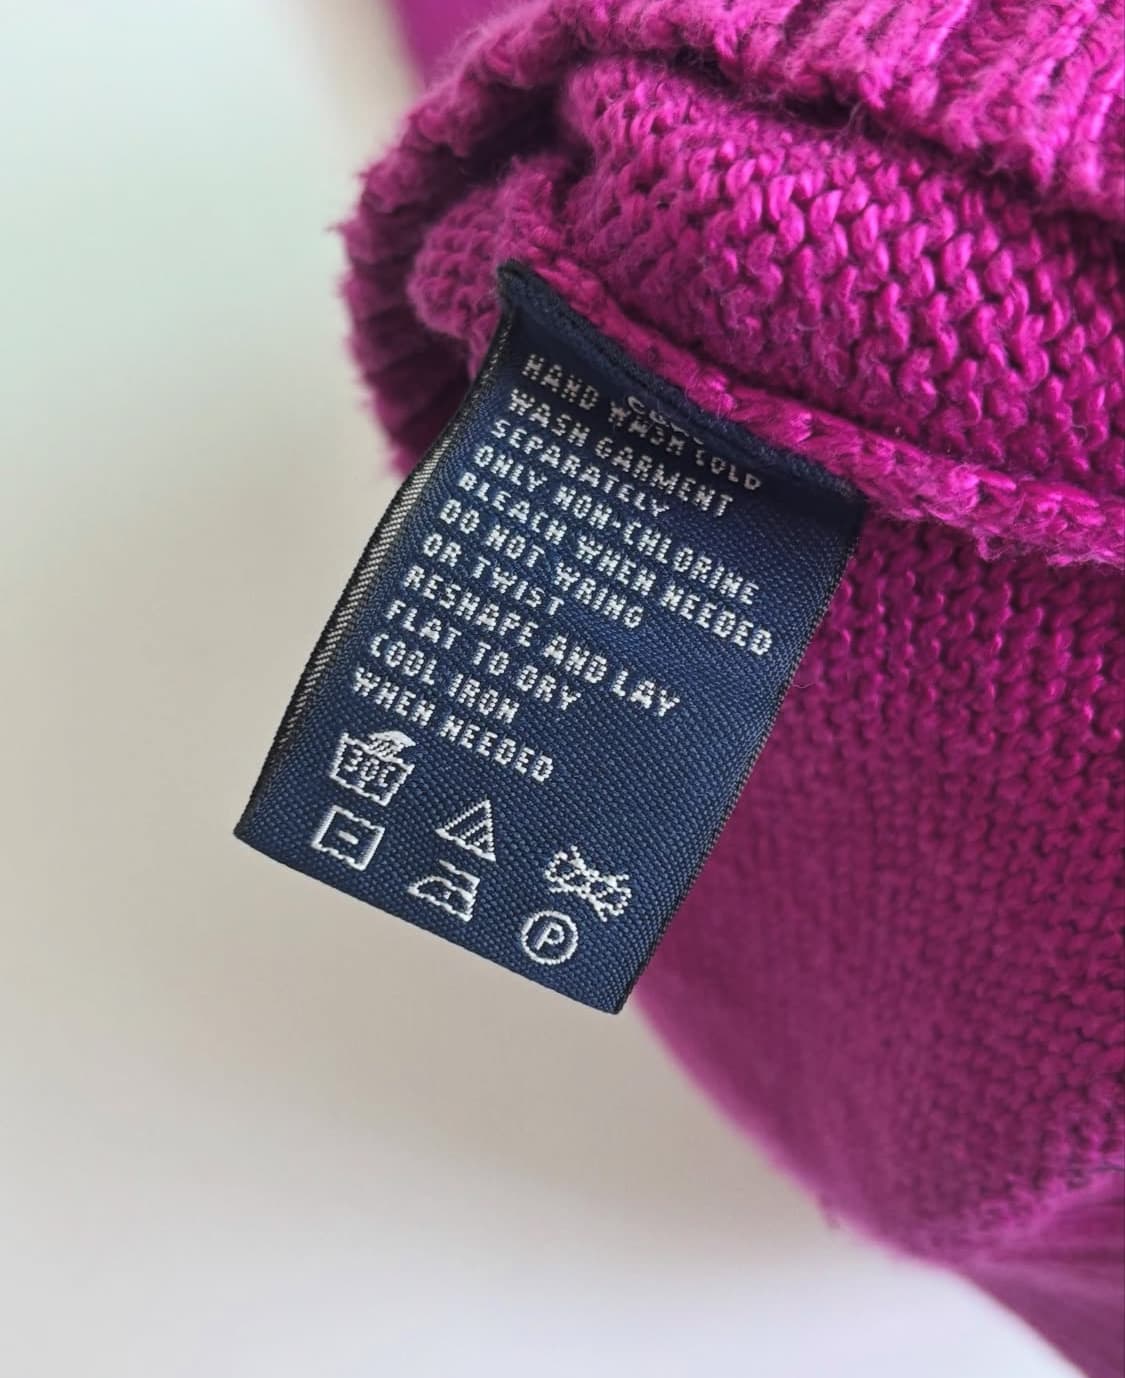 HAND WASH COLD
WASH GARMENT
SEPARATELY
ONLY NON-CHLORINE
BLEACH WHEN NEEDED
DO NOT WRING
OR TWIST
RESHAPE AND LAY
FLAT TO DRY
COOL IRON
WHEN NEEDED
30C
P